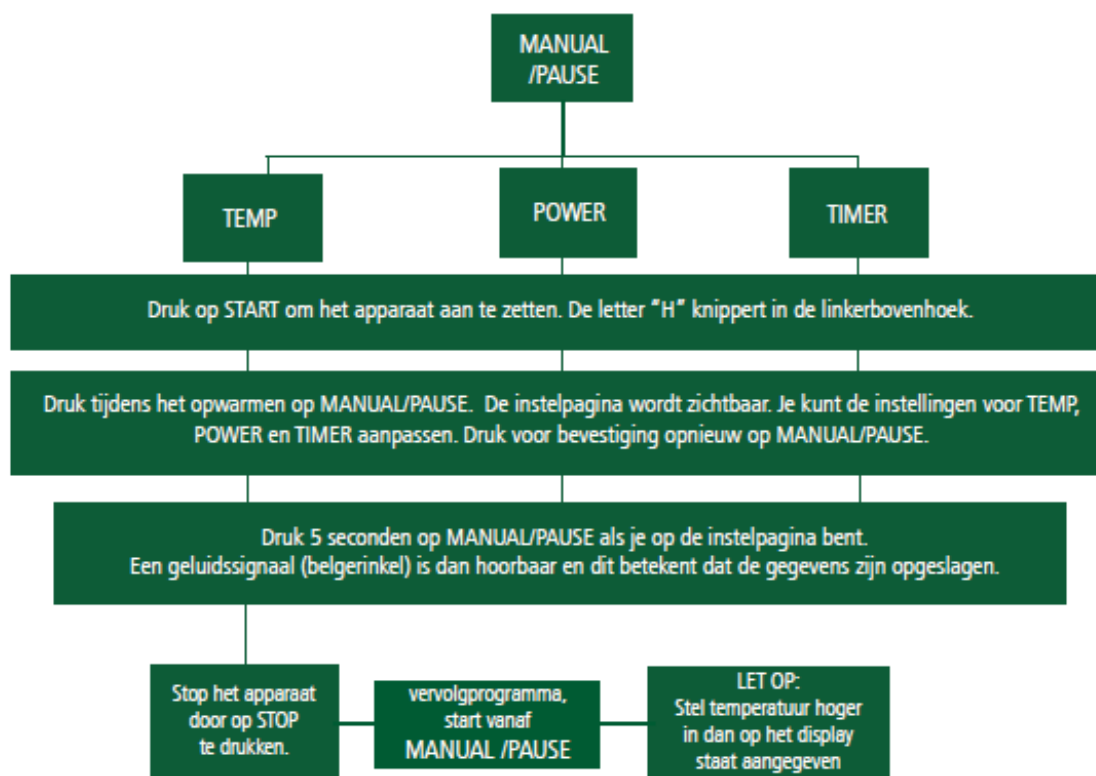 MANUAL
/PAUSE
TEMP
POWER
TIMER
Druk op START om het apparaat aan te zetten. De letter “H” knippert in de linkerbovenhoek.
Druk tijdens het opwarmen op MANUAL/PAUSE. De instelpagina wordt zichtbaar. Je kunt de instellingen voor TEMP,
POWER en TIMER aanpassen. Druk voor bevestiging opnieuw op MANUAL/PAUSE.
Druk 5 seconden op MANUAL/PAUSE als je op de instelpagina bent.
Een geluidssignaal (belgerinkel) is dan hoorbaar en dit betekent dat de gegevens zijn opgeslagen.
Stop het apparaat
door op STOP
te drukken.
vervolgprogramma,
start vanaf
MANUAL /PAUSE
LET OP:
Stel temperatuur hoger
in dan op het display
staat aangegeven